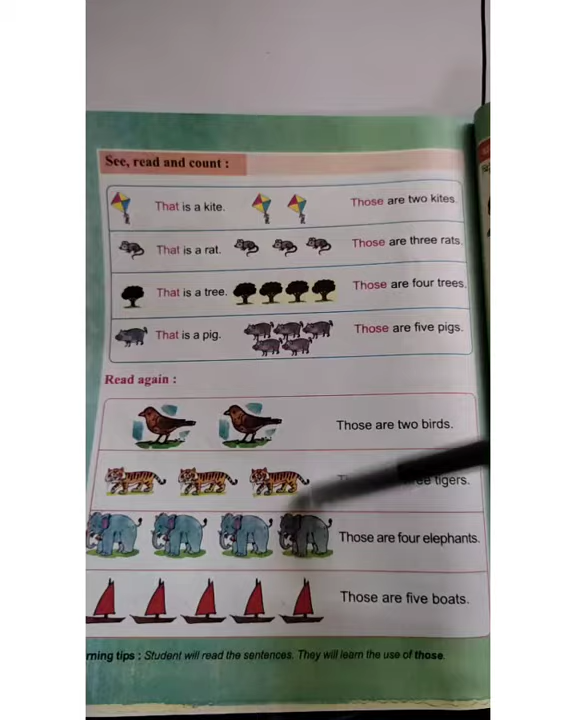 See, read and count :
That is a kite. Those are two kites.
That is a rat. Those are three rats.
That is a tree. Those are four trees.
That is a pig. Those are five pigs.
Read again :
Those are two birds.
tigers.
Those are four elephants.
Those are five boats.
rning tips : Student will read the sentences. They will learn the use of those.